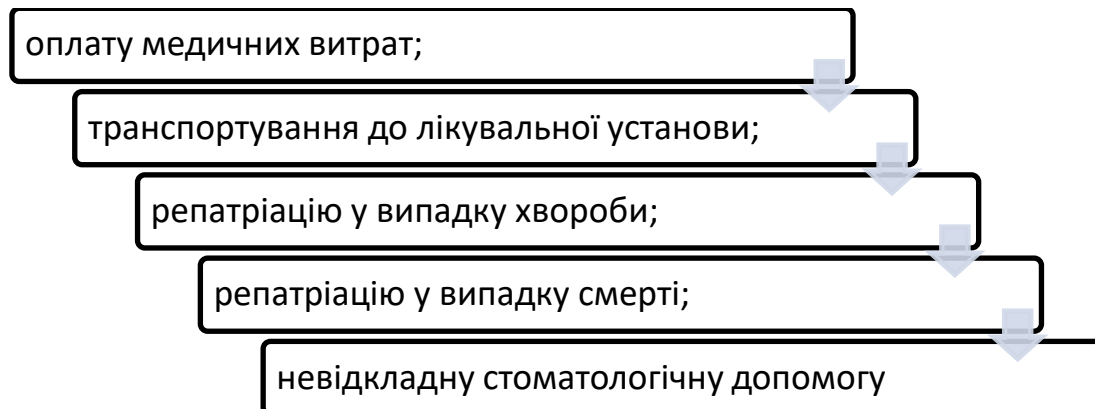 оплату медичних витрат;
транспортування до лікувальної установи;
репатріацію у випадку хвороби;
репатріацію у випадку смерті;
невідкладну стоматологічну допомогу